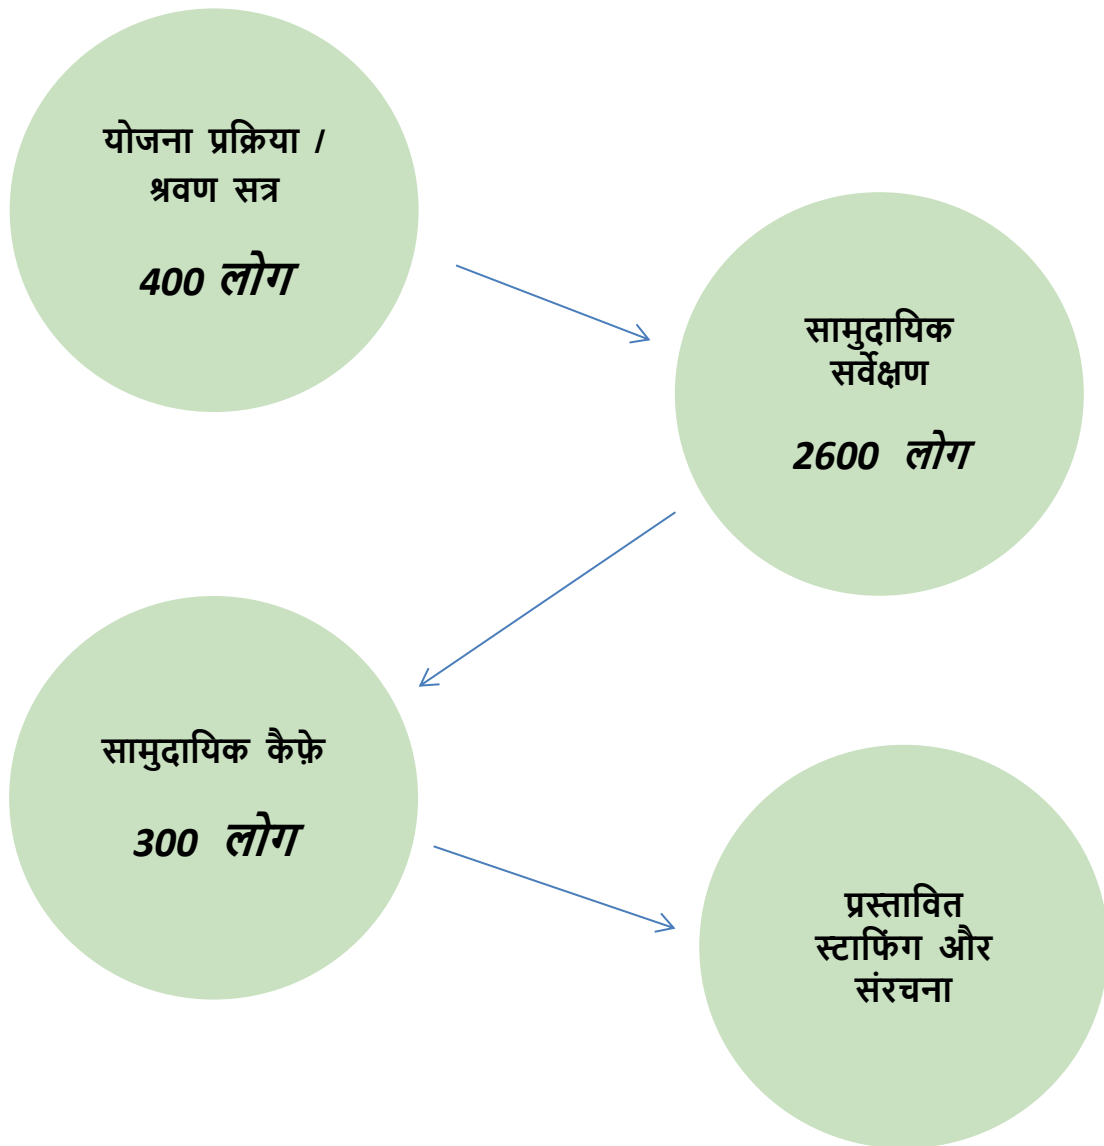 योजना प्रक्रिया /
श्रवण सत्र
400 लोग
सामुदायिक
सर्वेक्षण
2600 लोग
सामुदायिक कैफ़े
300 लोग
प्रस्तावित
स्टाफिंग और
संरचना